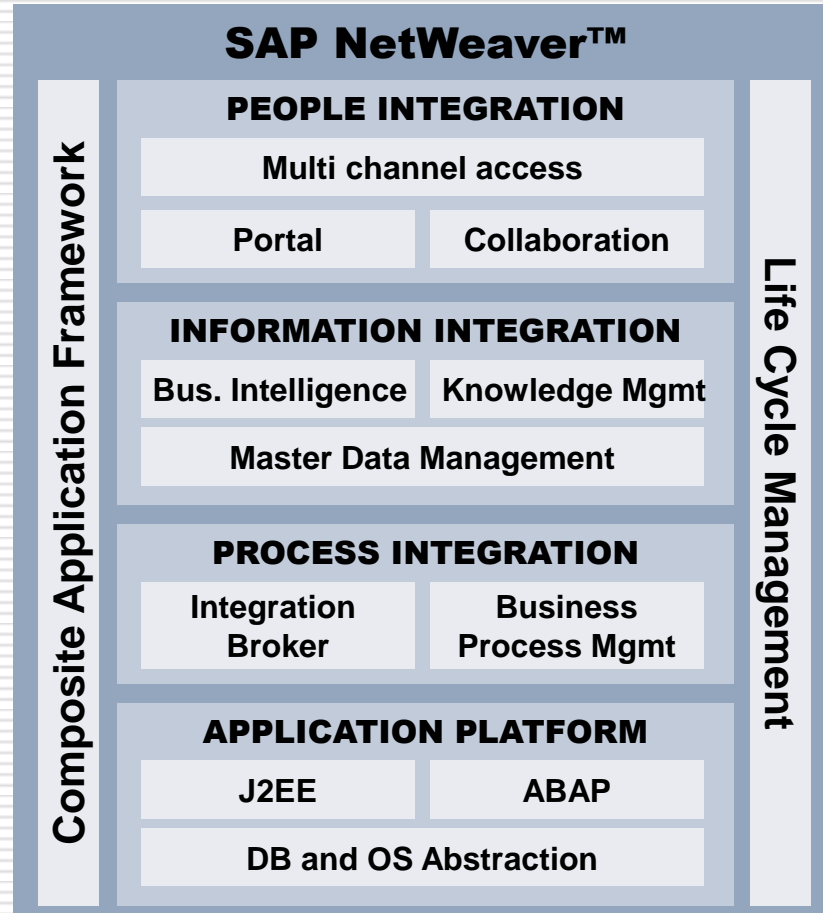 SAP NetWeaver™
Composite Application Framework
PEOPLE INTEGRATION
Multi channel access
Portal
Collaboration
INFORMATION INTEGRATION
Bus. Intelligence
Knowledge Mgmt
Master Data Management
PROCESS INTEGRATION
Integration
Broker
Business
Process Mgmt
APPLICATION PLATFORM
J2EE
ABAP
DB and OS Abstraction
Life Cycle Management